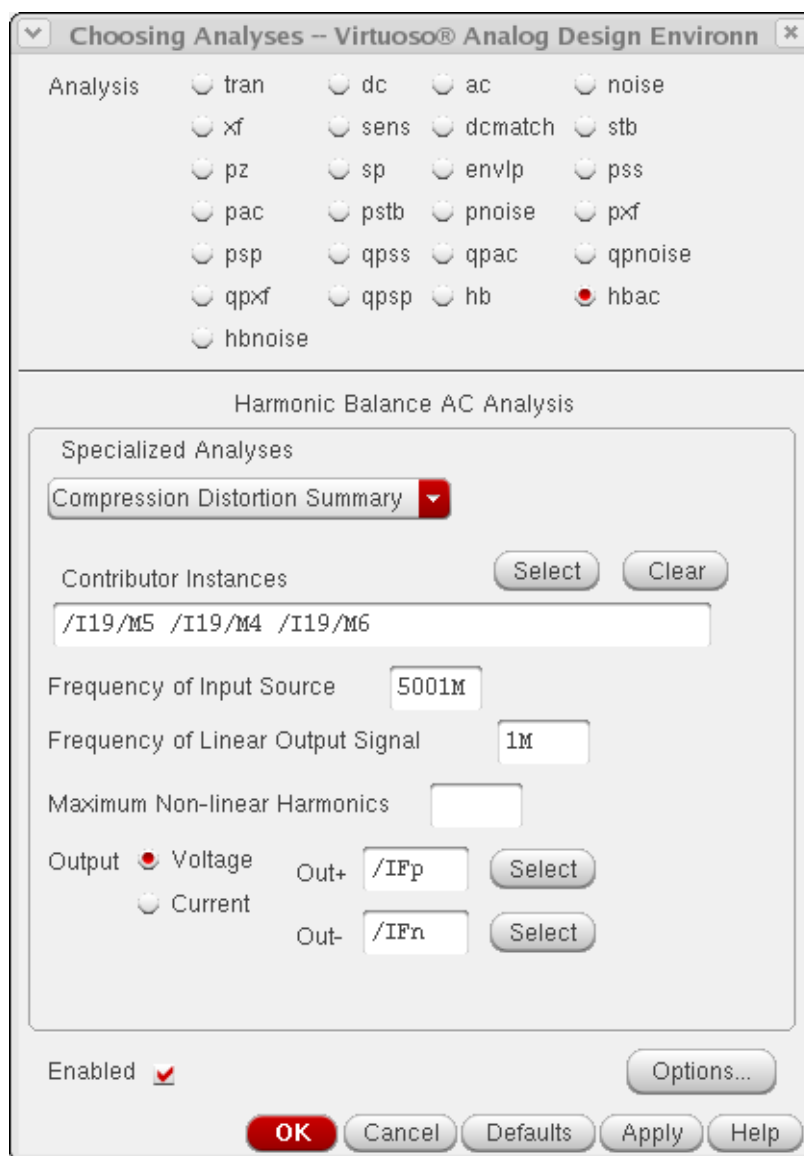 Choosing Analyses -- Virtuoso® Analog Design Environn
Analysis tran dc ac noise
xf sens dcmatch stb
pz sp envlp pss
pac pstb pnoise pxf
psp qpss qpac qpnoise
qpxf qpsp hb hbac
hbnoise
Harmonic Balance AC Analysis
Specialized Analyses
Compression Distortion Summary
Contributor Instances Select Clear
/I19/M5 /I19/M4 /I19/M6
Frequency of Input Source 5001M
Frequency of Linear Output Signal 1M
Maximum Non-linear Harmonics
Output Voltage Out+ /IFp Select
Current
Out- /IFn Select
Enabled Options...
OK Cancel Defaults Apply Help